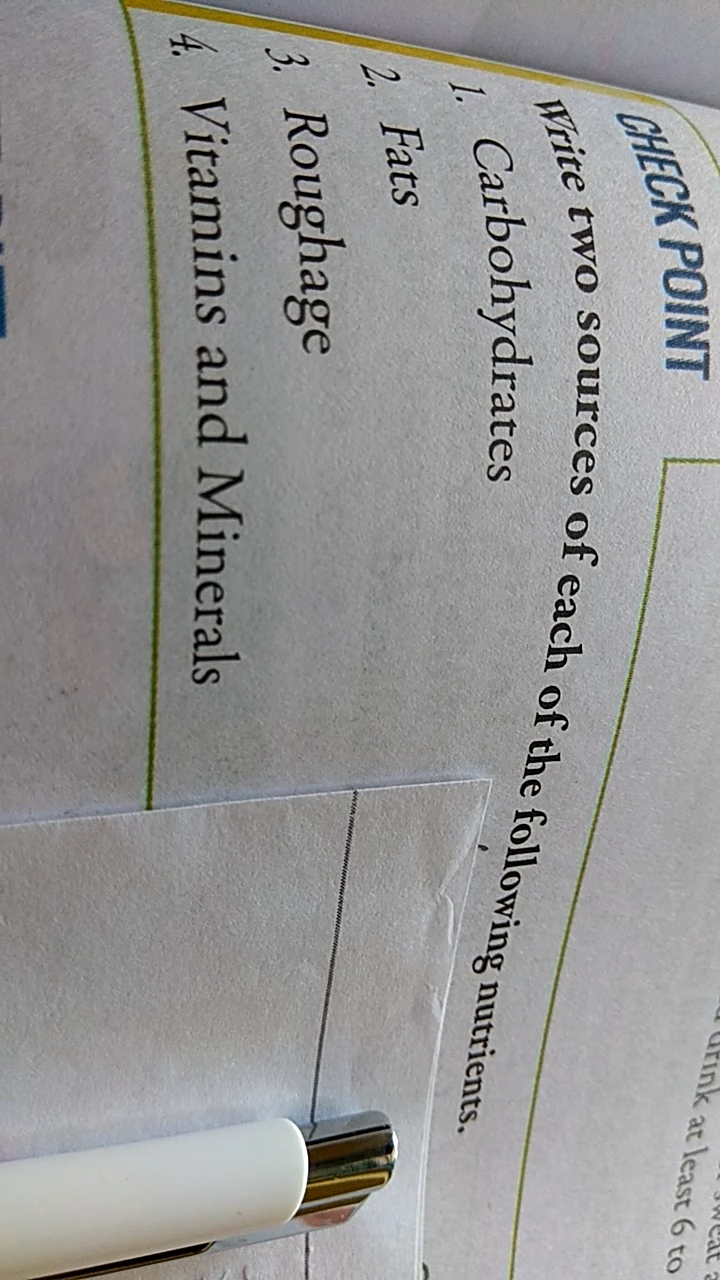 CHECK POINT
Write two sources of each of the following nutrients.
1. Carbohydrates
2. Fats
3. Roughage
4. Vitamins and Minerals
drink at least 6 to